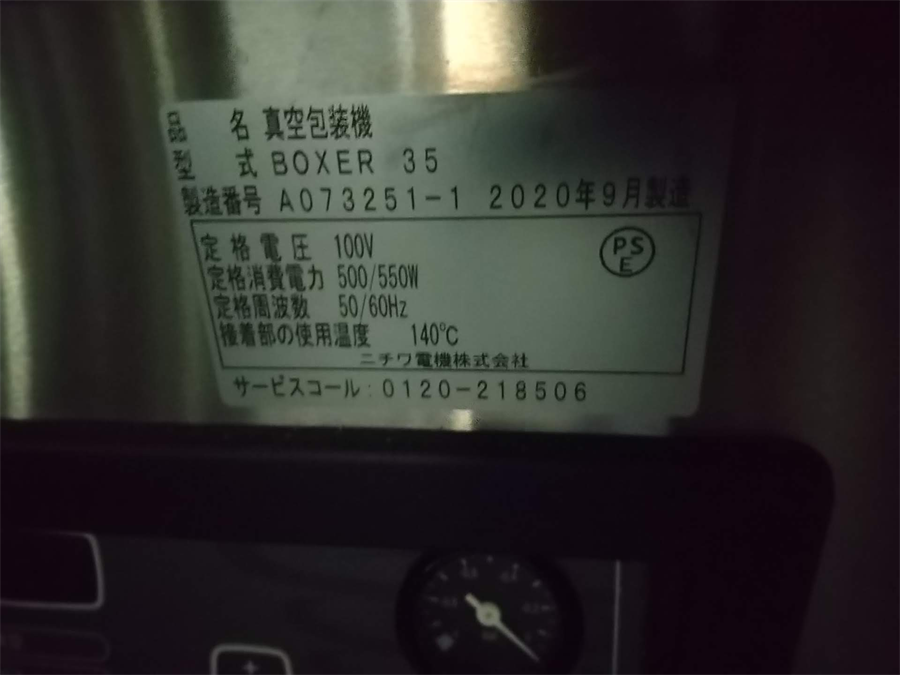 品 名 真空包装機
型 式 BOXER 35
製造番号 A073251-1 2020年9月製造
定格電圧 100V
PS
E
定格消費電力 500/550W
定格周波数 50/60Hz
接着部の使用温度 140℃
ニチワ電機株式会社
サービスコール:0120-218506
+